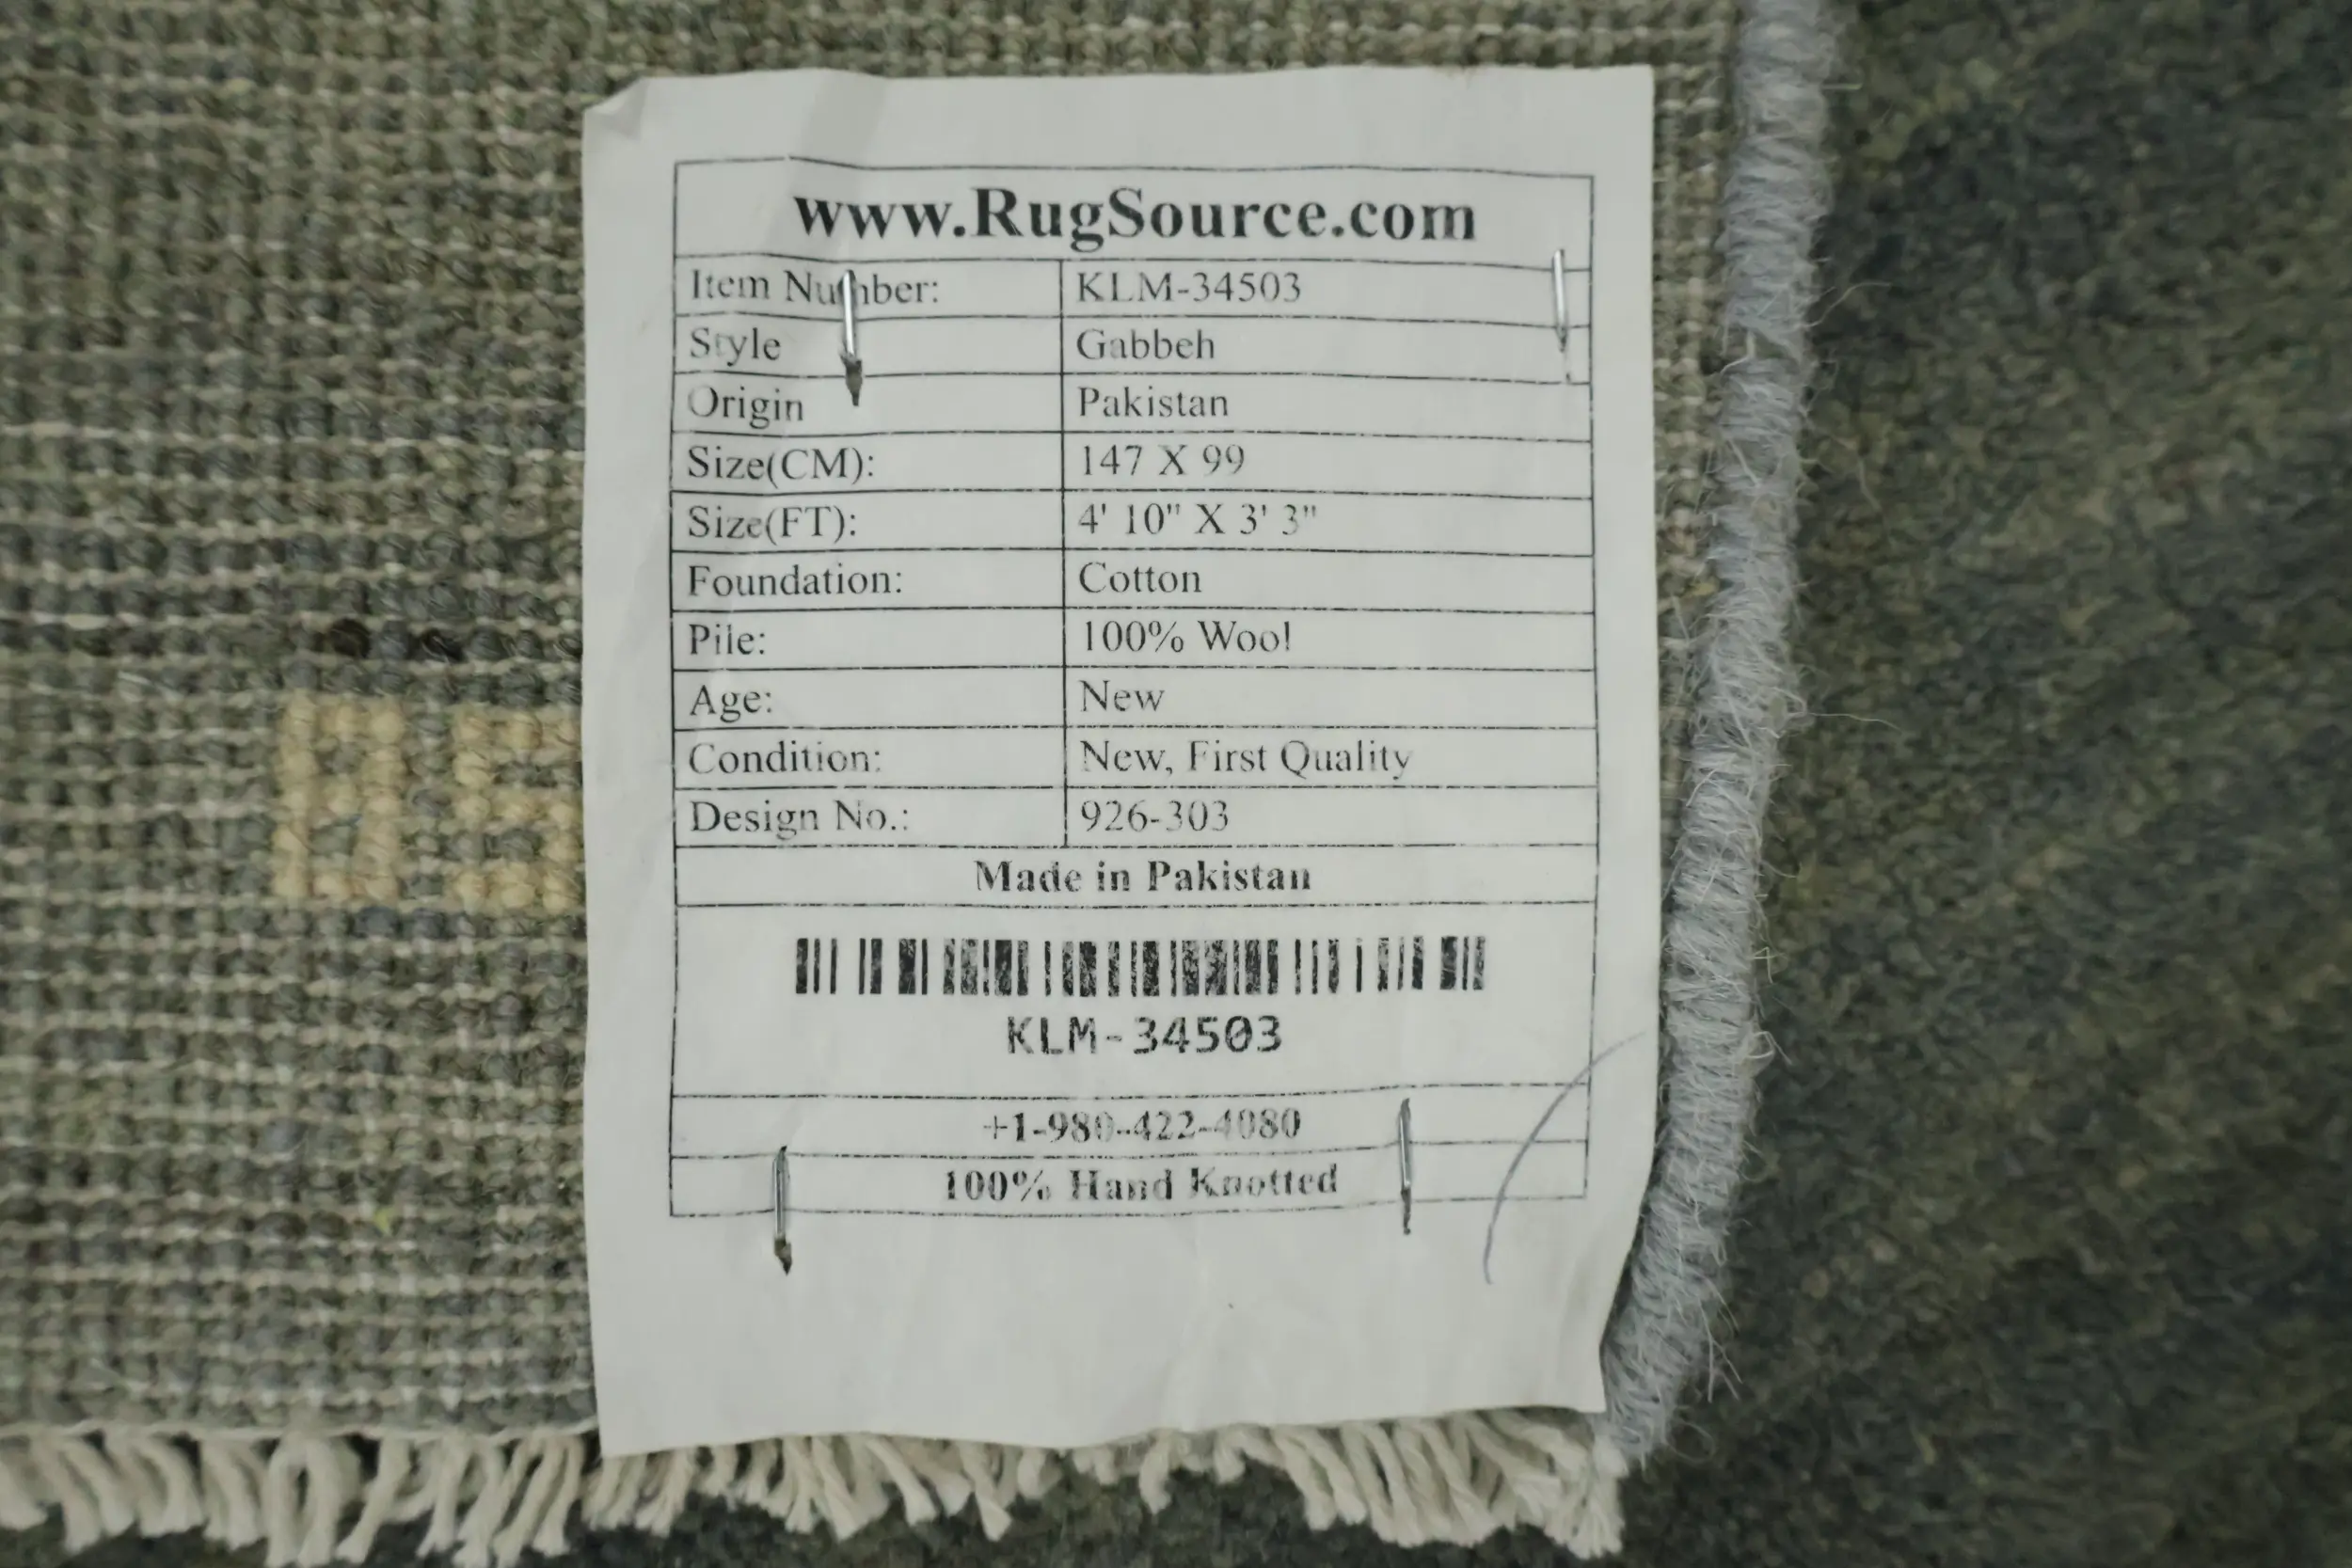 www.RugSource.com
Item Number: KLM-34503
Style Gabbeh
Origin Pakistan
Size(CM): 147 X 99
Size(FT): 4' 10" X 3' 3"
Foundation: Cotton
Pile: 100% Wool
Age: New
Condition: New, First Quality
Design No.: 926-303
Made in Pakistan
KLM-34503
+1-980-422-4080
100% Hand Knotted